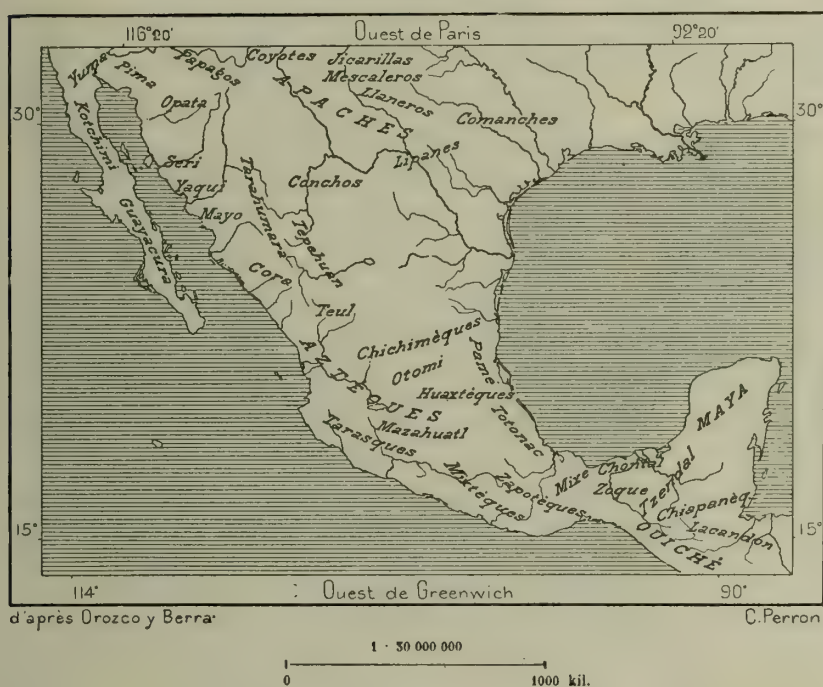 116°20'
Ouest de Paris
92°20'
Yuma
Pima
Papagos
Coyotes
Jicarillas
Mescaleros
Llaneros
APACHES
Comanches
Opata
30°
30°
Kotchimi
Seri
Lipanes
Yaqui
Conchos
Tarahumara
Guayacura
Mayo
Tepehuan
Cora
Teul
Chichimèques
AZTÈQUES
Otomi
Pame
Huaxtèques
MAYA
Totonac
Mazahuatl
Tarasques
Mixtèques
Zapotèques
Mixe
Chontal
Zoque
Tzendal
Chispanèq-
Lacandon
QUICHÉ
15°
15°
114°
Ouest de Greenwich
90°
d'après Orozco y Berra.
C. Perron
1 : 30 000 000
0
1000 kil.